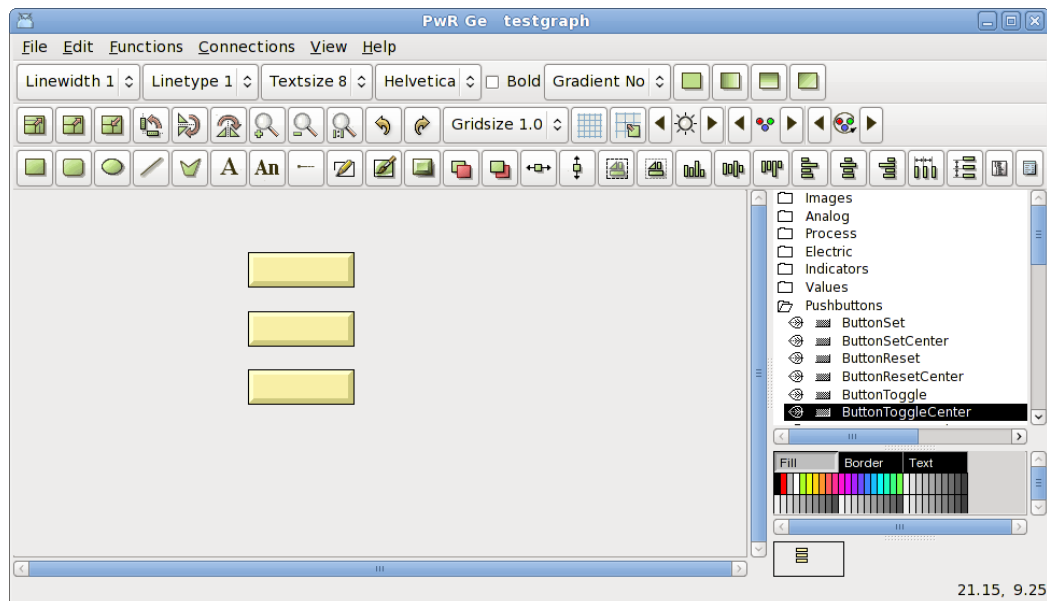 PwR Ge testgraph
File Edit Functions Connections View Help
Linewidth 1 Linetype 1 Textsize 8 Helvetica Bold Gradient No
Gridsize 1.0
A An
Images
Analog
Process
Electric
Indicators
Values
Pushbuttons
ButtonSet
ButtonSetCenter
ButtonReset
ButtonResetCenter
ButtonToggle
ButtonToggleCenter
Fill Border Text
21.15, 9.25